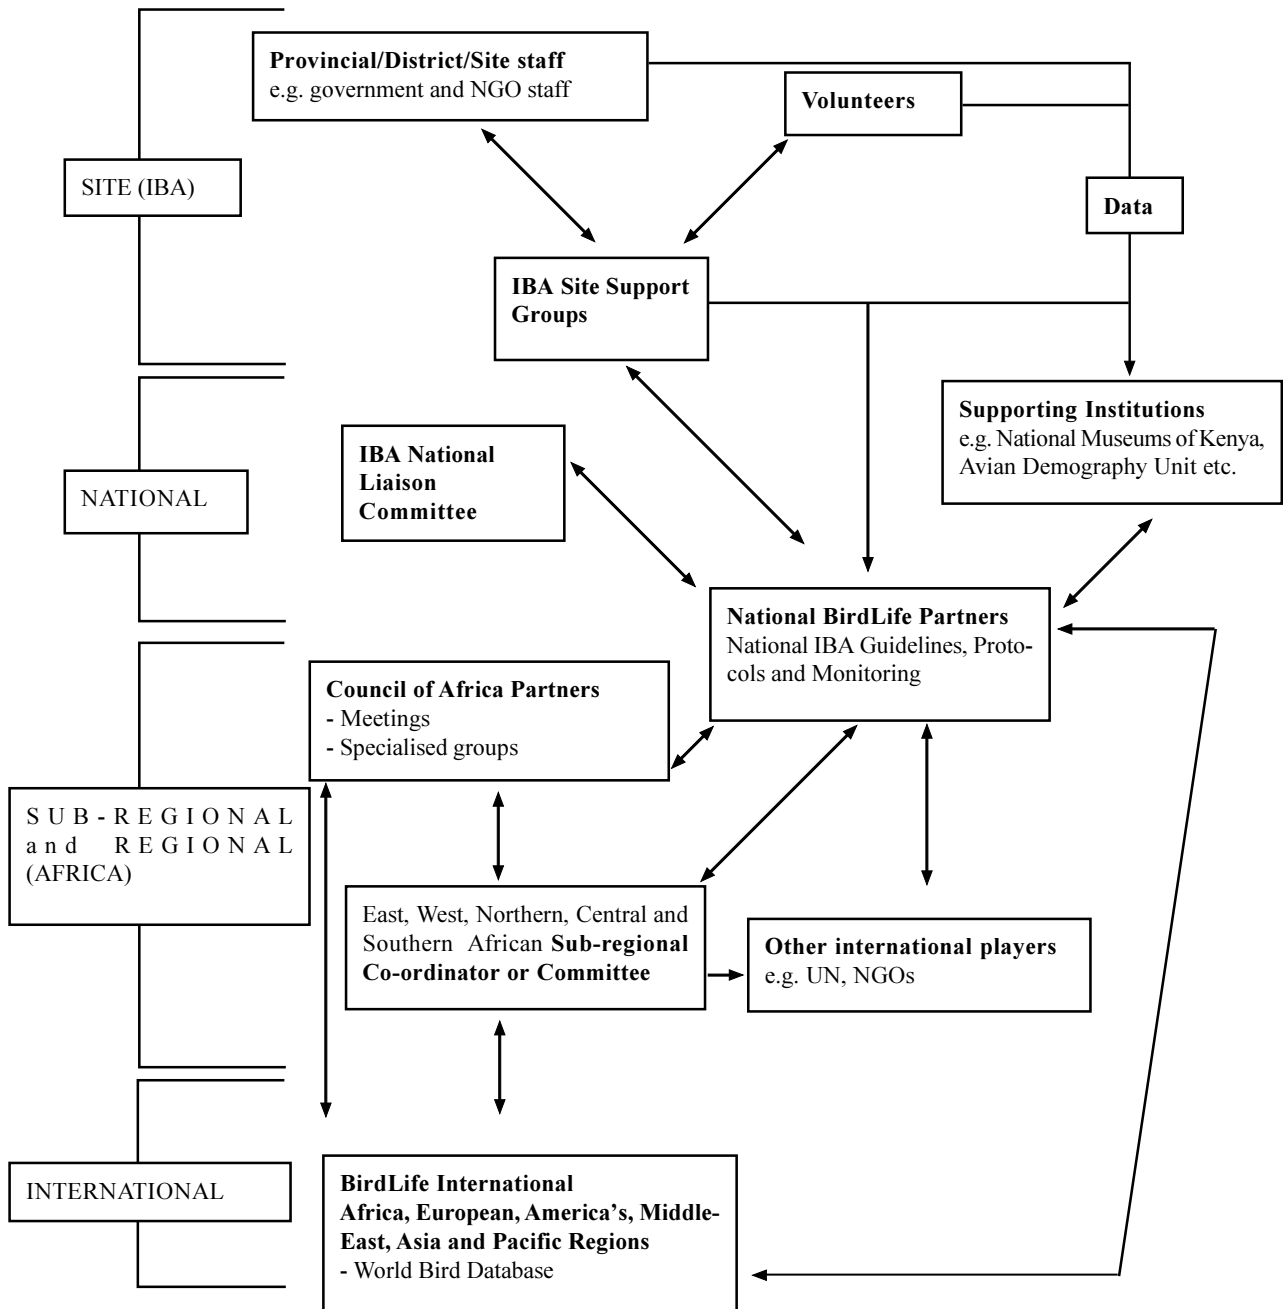 Provincial/District/Site staff
e.g. government and NGO staff
Volunteers
SITE (IBA)
Data
IBA Site Support
Groups
Supporting Institutions
e.g. National Museums of Kenya,
Avian Demography Unit etc.
IBA National
Liaison
Committee
NATIONAL
National BirdLife Partners
National IBA Guidelines, Proto-
cols and Monitoring
Council of Africa Partners
- Meetings
- Specialised groups
SUB-REGIONAL
and REGIONAL
(AFRICA)
East, West, Northern, Central and
Southern African Sub-regional
Co-ordinator or Committee
Other international players
e.g. UN, NGOs
INTERNATIONAL
BirdLife International
Africa, European, America's, Middle-
East, Asia and Pacific Regions
- World Bird Database